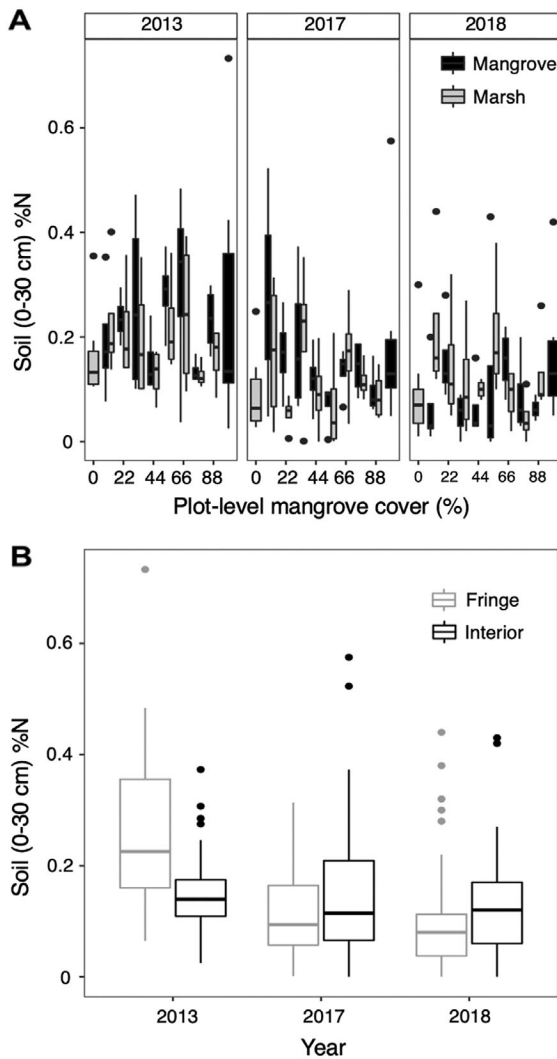 A
2013 2017 2018
Mangrove
Marsh
0.6
0.4
0.2
0
Soil (0-30 cm) %N
0 22 44 66 88 0 22 44 66 88 0 22 44 66 88
Plot-level mangrove cover (%)
B
Fringe
Interior
0.6
0.4
0.2
0
Soil (0-30 cm) %N
2013 2017 2018
Year